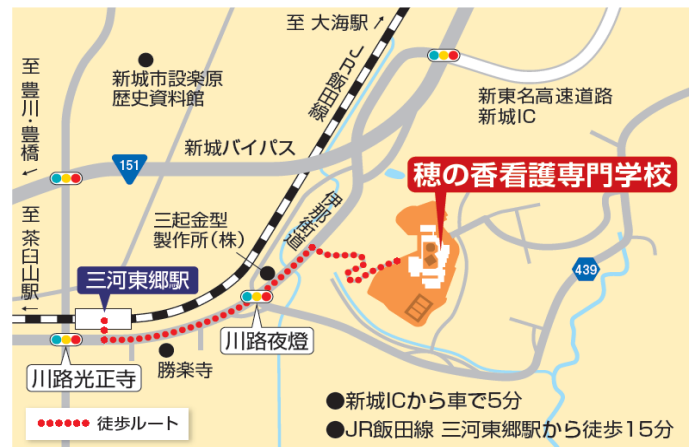 至 大海駅
JR飯田線
新城市設楽原
歴史資料館
至 豊川・豊橋
新東名高速道路
新城IC
新城バイパス
151
穂の香看護専門学校
至 茶臼山駅
三起金型
製作所(株)
伊那街道
439
三河東郷駅
川路夜燈
川路光正寺
勝楽寺
●新城ICから車で5分
徒歩ルート
●JR飯田線 三河東郷駅から徒歩15分